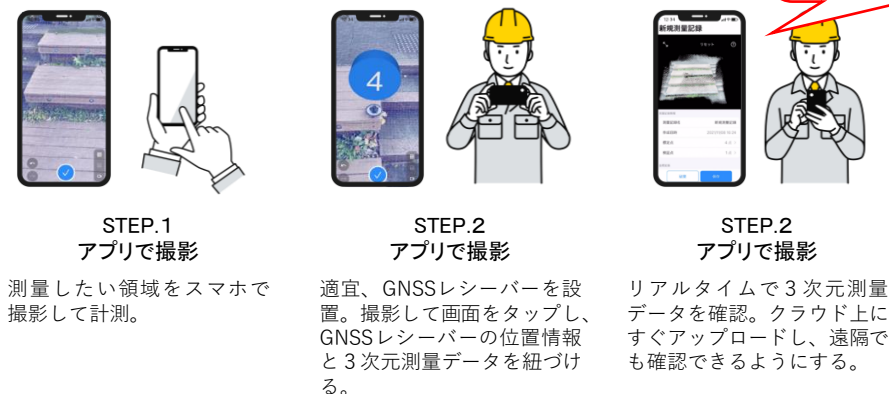 新規測量記録
リセット
4
STEP.1
アプリで撮影
測量したい領域をスマホで
撮影して計測。
STEP.2
アプリで撮影
適宜、GNSSレシーバーを設
置。撮影して画面をタップし、
GNSSレシーバーの位置情報
と３次元測量データを紐づけ
る。
STEP.2
アプリで撮影
リアルタイムで３次元測量
データを確認。クラウド上に
すぐアップロードし、遠隔で
も確認できるようにする。